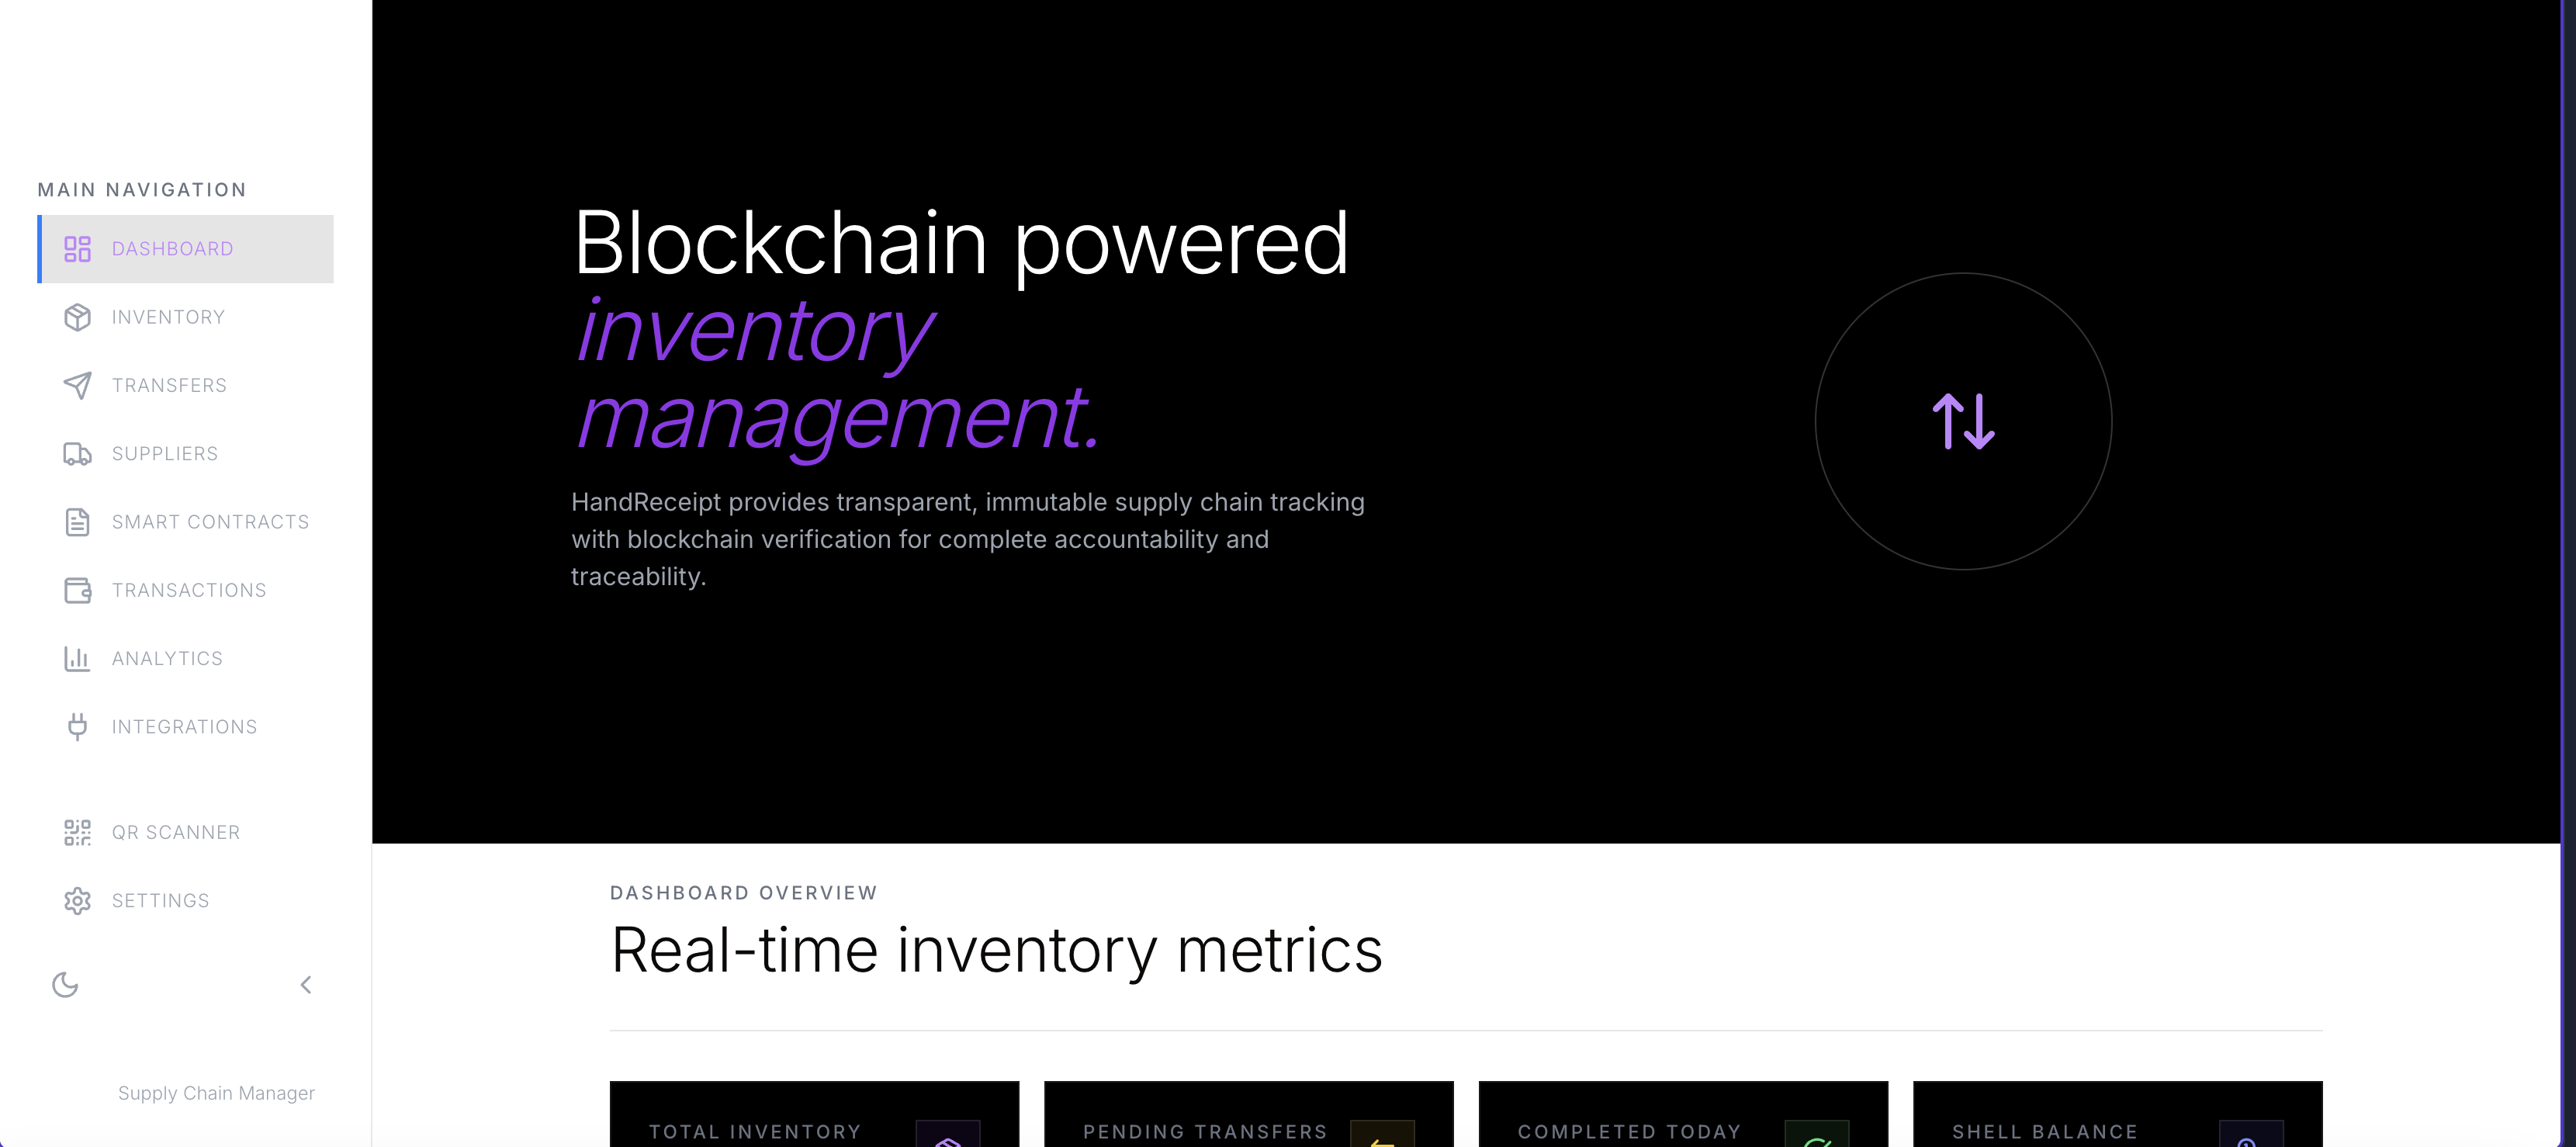 MAIN NAVIGATION
DASHBOARD
INVENTORY
TRANSFERS
SUPPLIERS
SMART CONTRACTS
TRANSACTIONS
ANALYTICS
INTEGRATIONS
QR SCANNER
SETTINGS
Supply Chain Manager
Blockchain powered
inventory
management.
HandReceipt provides transparent, immutable supply chain tracking
with blockchain verification for complete accountability and
traceability.
DASHBOARD OVERVIEW
Real-time inventory metrics
TOTAL INVENTORY
PENDING TRANSFERS
COMPLETED TODAY
SHELL BALANCE